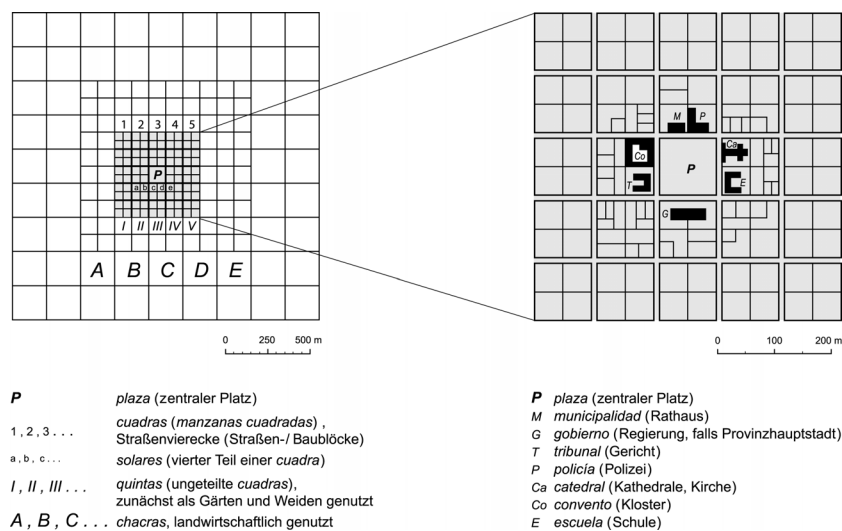 1 2 3 4 5
P
a b c d e
I II III IV V
A B C D E
0 250 500 m
M P
Co Ca
P
T E
G
0 100 200 m
P plaza (zentraler Platz)
1, 2, 3 . . . cuadras (manzanas cuadradas) ,
Straßenvierecke (Straßen-/ Baublöcke)
a, b, c . . . solares (vierter Teil einer cuadra)
I , II , III . . . quintas (ungeteilte cuadras),
zunächst als Gärten und Weiden genutzt
A , B , C . . . chacras, landwirtschaftlich genutzt
P plaza (zentraler Platz)
M municipalidad (Rathaus)
G gobierno (Regierung, falls Provinzhauptstadt)
T tribunal (Gericht)
P policía (Polizei)
Ca catedral (Kathedrale, Kirche)
Co convento (Kloster)
E escuela (Schule)